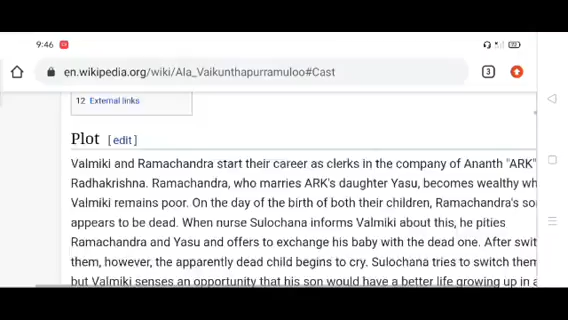 9:46
3
en.wikipedia.org/wiki/Ala_Vaikunthapurramuloo#Cast
12 External links
Plot [edit]
Valmiki and Ramachandra start their career as clerks in the company of Ananth "ARK"
Radhakrishna. Ramachandra, who marries ARK's daughter Yasu, becomes wealthy wh
Valmiki remains poor. On the day of the birth of both their children, Ramachandra's so
appears to be dead. When nurse Sulochana informs Valmiki about this, he pities
Ramachandra and Yasu and offers to exchange his baby with the dead one. After swit
them, however, the apparently dead child begins to cry. Sulochana tries to switch them
but Valmiki senses an opportunity that his son would have a better life growing up in a